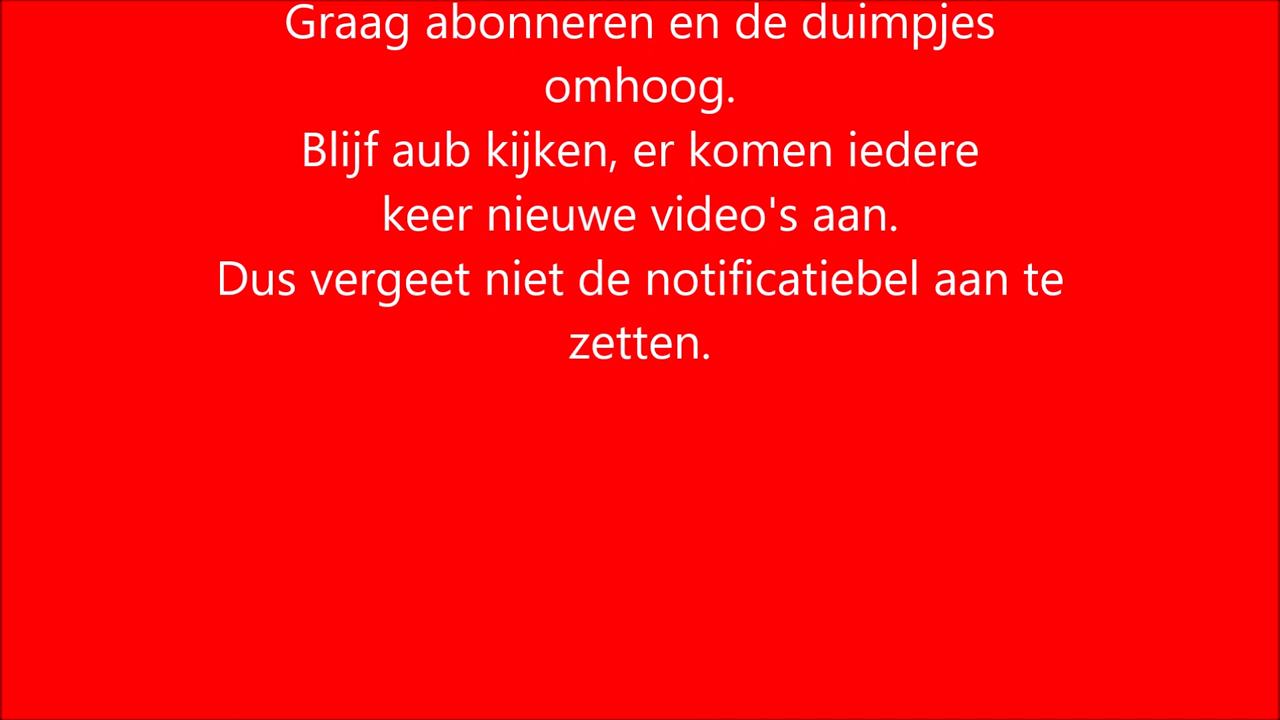 Graag abonneren en de duimpjes
omhoog.
Blijf aub kijken, er komen iedere
keer nieuwe video's aan.
Dus vergeet niet de notificatiebel aan te
zetten.